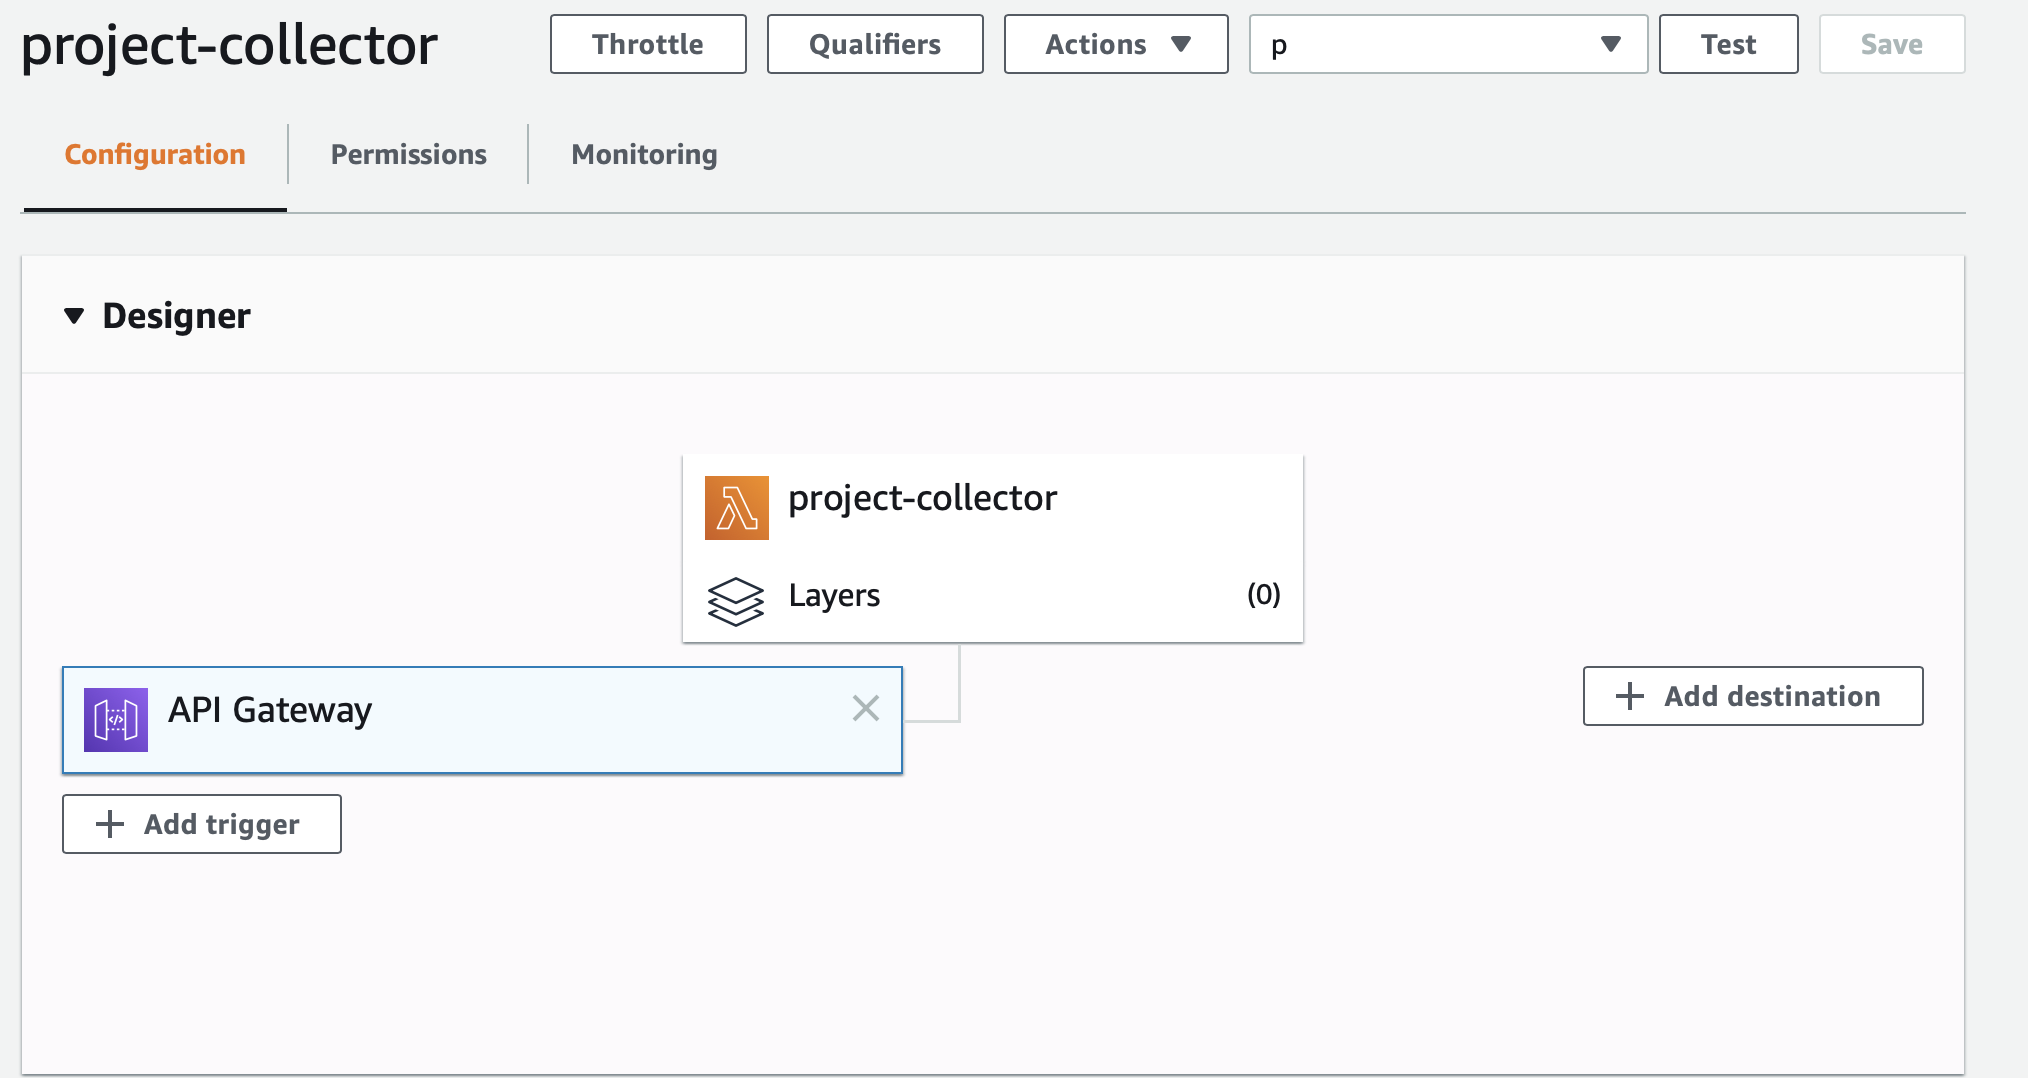 project-collector
Throttle
Qualifiers
Actions
p
Test
Save
Configuration
Permissions
Monitoring
Designer
project-collector
Layers
(0)
API Gateway
Add destination
Add trigger